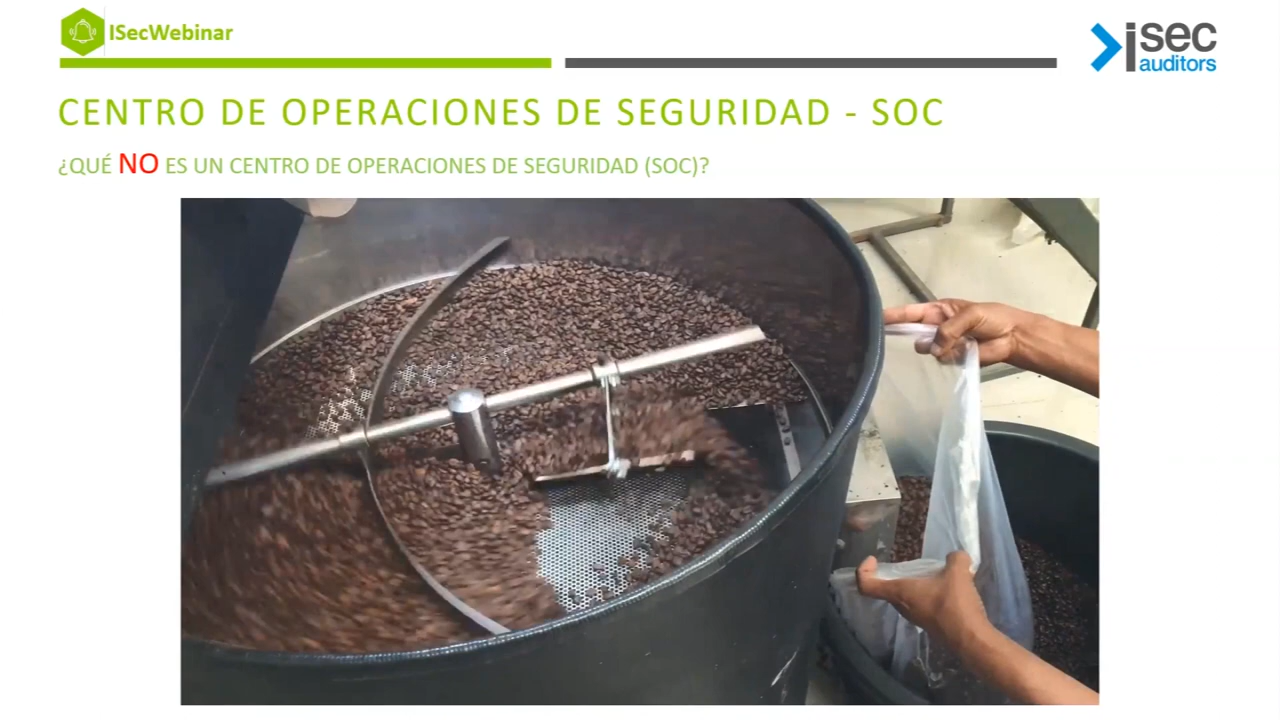 ISecWebinar
isec
auditors
CENTRO DE OPERACIONES DE SEGURIDAD - SOC
¿QUÉ NO ES UN CENTRO DE OPERACIONES DE SEGURIDAD (SOC)?